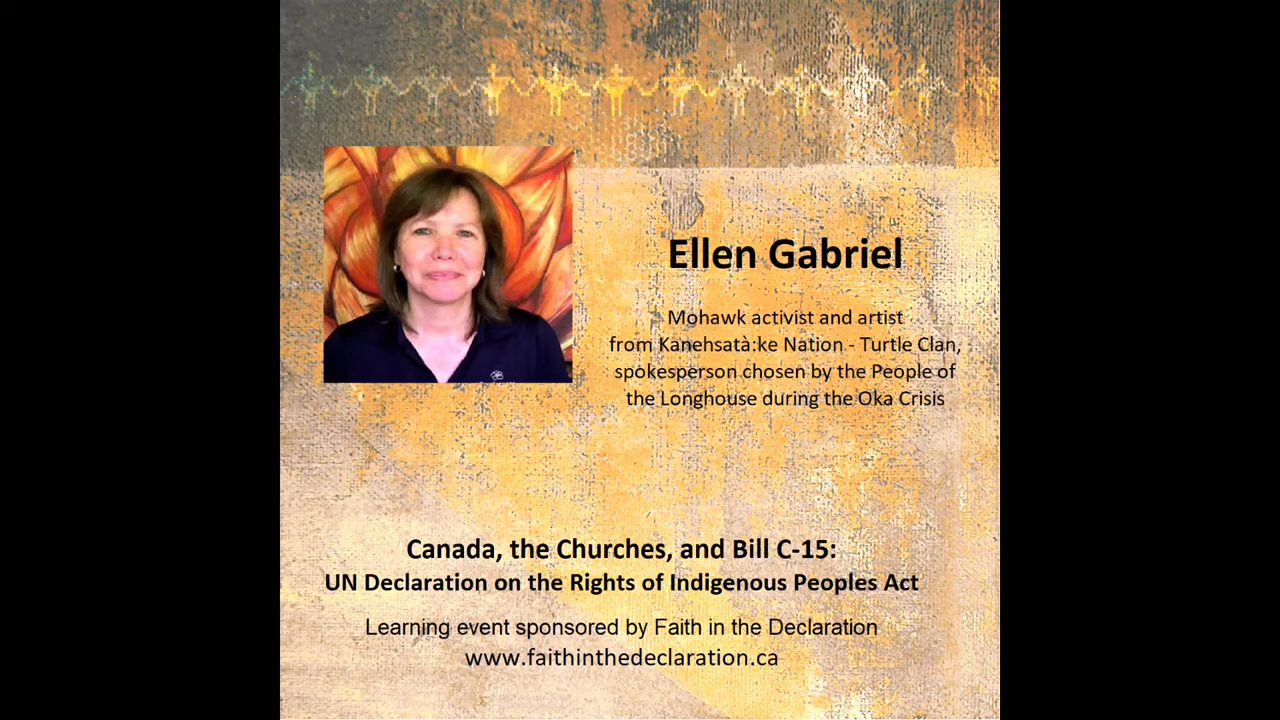 Ellen Gabriel
Mohawk activist and artist
from Kanehsatà:ke Nation - Turtle Clan,
spokesperson chosen by the People of
the Longhouse during the Oka Crisis
Canada, the Churches, and Bill C-15:
UN Declaration on the Rights of Indigenous Peoples Act
Learning event sponsored by Faith in the Declaration
www.faithinthedeclaration.ca